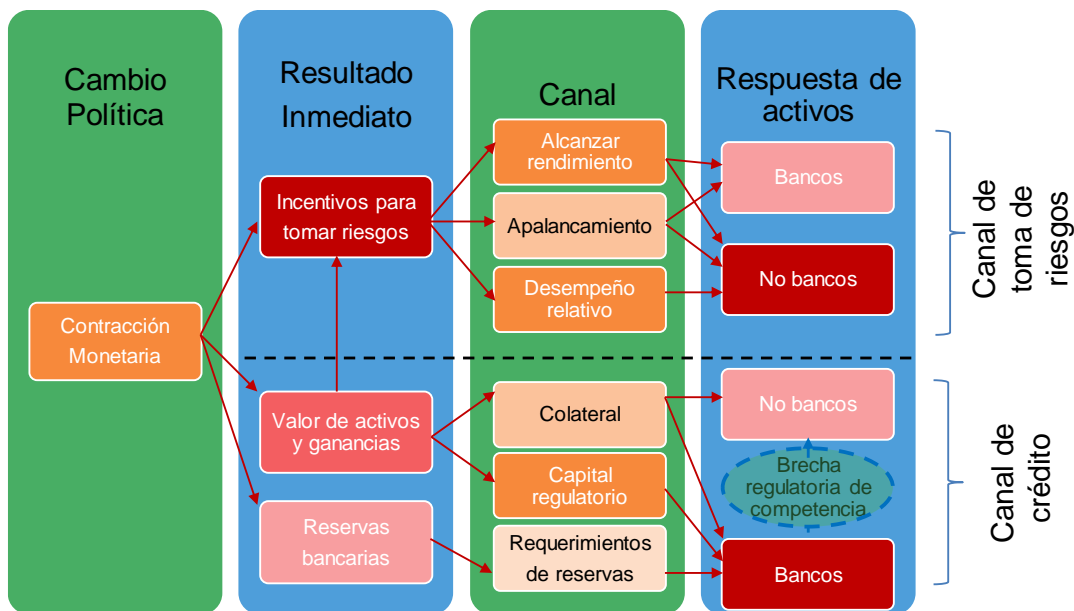 Cambio
Política
Resultado
Inmediato
Canal
Respuesta de
activos
Contracción
Monetaria
Incentivos para
tomar riesgos
Valor de activos
y ganancias
Reservas
bancarias
Alcanzar
rendimiento
Apalancamiento
Desempeño
relativo
Colateral
Capital
regulatorio
Requerimientos
de reservas
Bancos
No bancos
No bancos
Brecha
regulatoria de
competencia
Bancos
Canal de
toma de
riesgos
Canal de
crédito